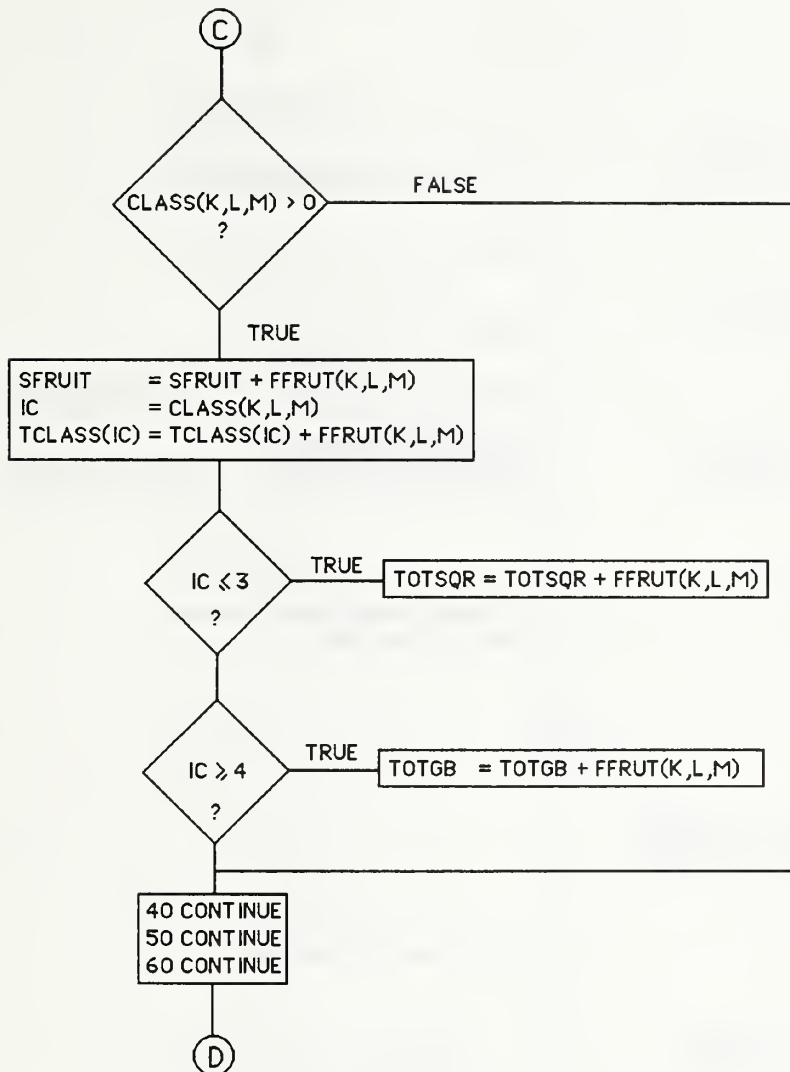 C
CLASS(K,L,M) > 0
?
FALSE
TRUE
SFRUIT = SFRUIT + FFRUT(K,L,M)
IC = CLASS(K,L,M)
TCLASS(IC) = TCLASS(IC) + FFRUT(K,L,M)
IC ⩽ 3
?
TRUE
TOTSQR = TOTSQR + FFRUT(K,L,M)
IC ⩾ 4
?
TRUE
TOTGB = TOTGB + FFRUT(K,L,M)
40 CONTINUE
50 CONTINUE
60 CONTINUE
D